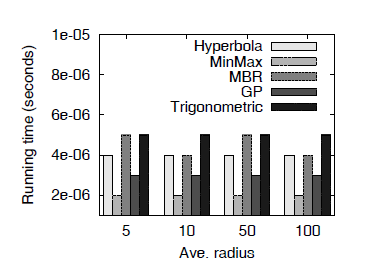 1e-05
8e-06
6e-06
4e-06
2e-06
Running time (seconds)
Hyperbola
MinMax
MBR
GP
Trigonometric
5 10 50 100
Ave. radius